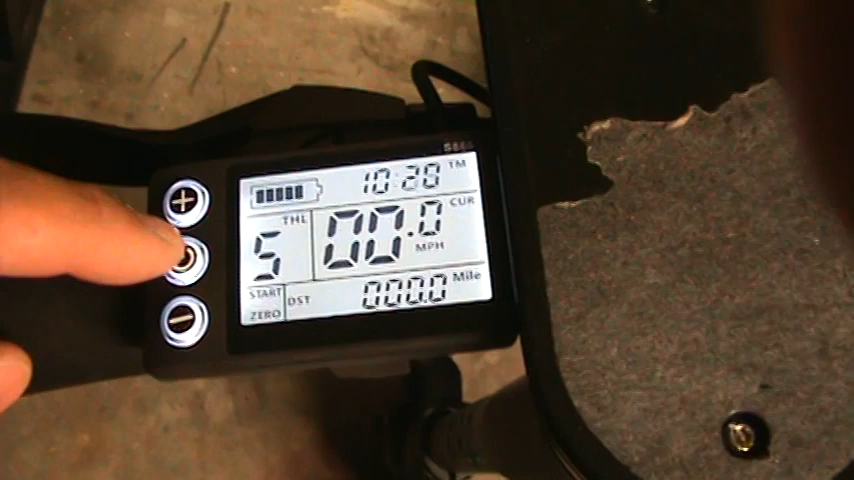 10:28 TM
THL
5
00.0 CUR
MPH
START
ZERO
DST 000.0 Mile